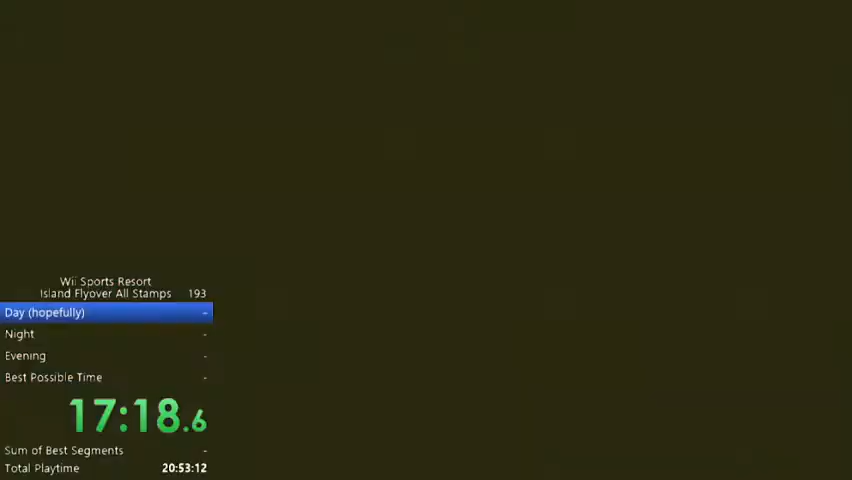 Wii Sports Resort
Island Flyover All Stamps 193
Day (hopefully) -
Night -
Evening -
Best Possible Time -
17:18.6
Sum of Best Segments -
Total Playtime 20:53:12